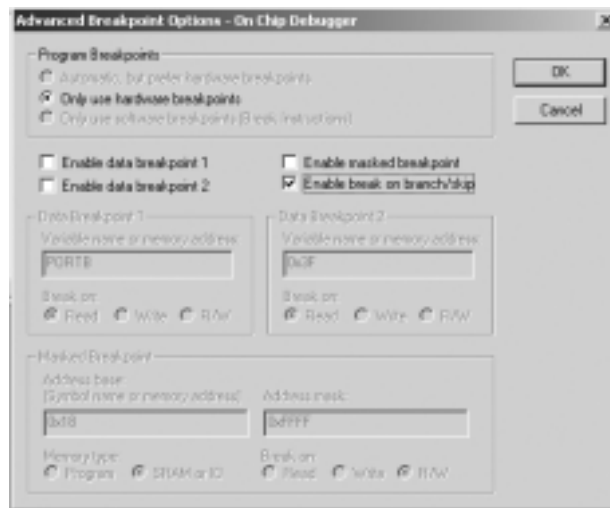 Advanced Breakpoint Options - On Chip Debugger
Program Breakpoints
Automatic, but prefer hardware breakpoints
Only use hardware breakpoints
Only use software breakpoints (Break Instructions)
OK
Cancel
Enable data breakpoint 1
Enable masked breakpoint
Enable data breakpoint 2
Enable break on branch/skip
Data Breakpoint 1
Variable name or memory address:
PORTB
Break on:
Read Write R/W
Data Breakpoint 2
Variable name or memory address:
0x3F
Break on:
Read Write R/W
Masked Breakpoint
Address base:
(Symbol name or memory address)
0x18
Address mask:
0xFFFF
Memory type:
Program SRAM or IO
Break on:
Read Write R/W